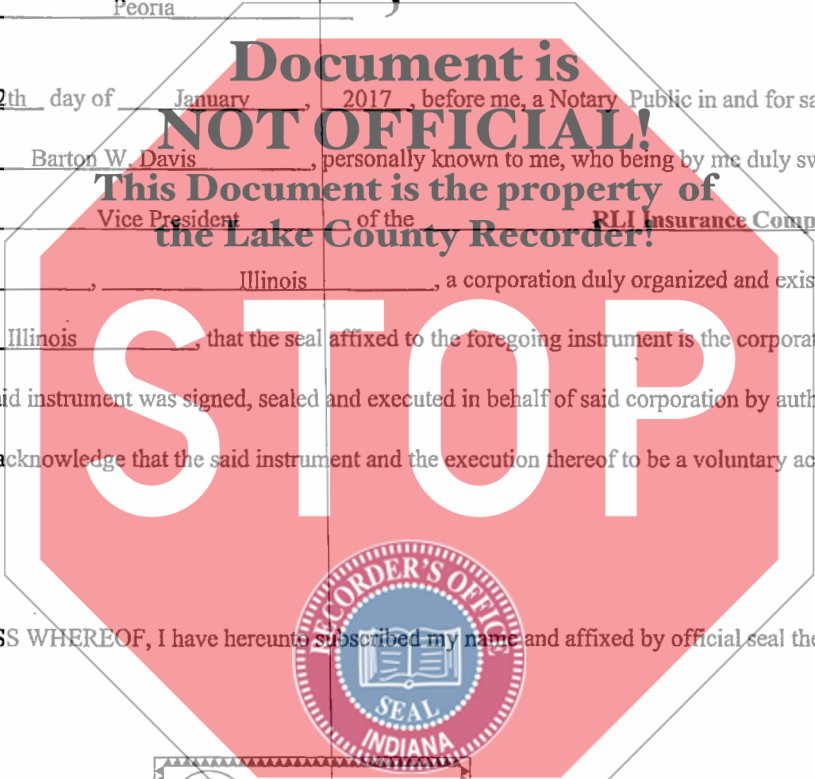 Peoria
Document is
2th day of January, 2017, before me, a Notary Public in and for sa
NOT OFFICIAL!
Barton W. Davis, personally known to me, who being by me duly sw
This Document is the property of
Vice President of the RLI Insurance Comp
the Lake County Recorder!
, Illinois, a corporation duly organized and exis
Illinois, that the seal affixed to the foregoing instrument is the corporat
STOP
id instrument was signed, sealed and executed in behalf of said corporation by auth
acknowledge that the said instrument and the execution thereof to be a voluntary ac
RECORDER'S OFFICE
SS WHEREOF, I have hereunto subscribed my name and affixed by official seal the
SEAL
INDIANA